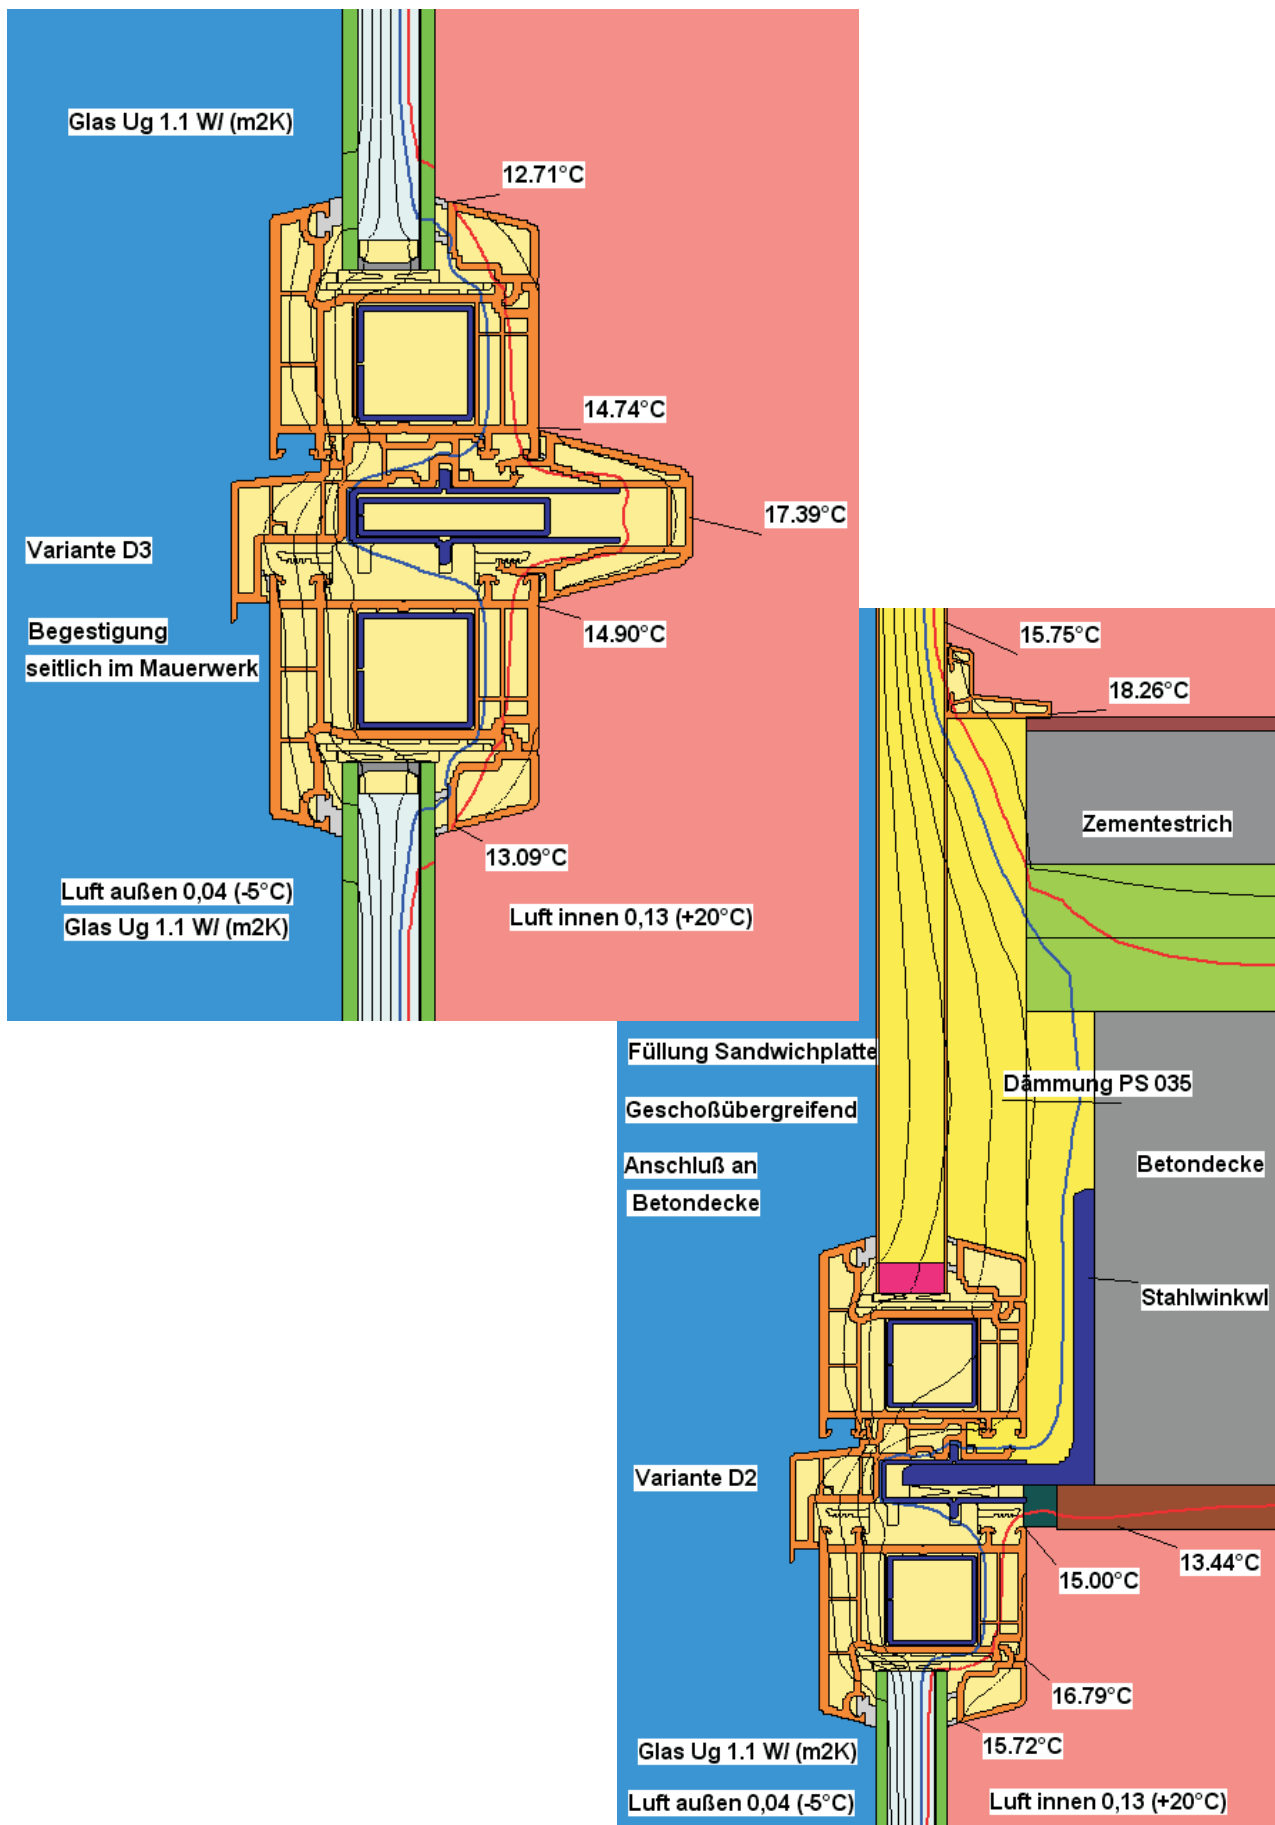 Glas Ug 1.1 W/ (m2K)
12.71°C
14.74°C
17.39°C
Variante D3
Begestigung
seitlich im Mauerwerk
14.90°C
13.09°C
Luft außen 0,04 (-5°C)
Glas Ug 1.1 W/ (m2K)
Luft innen 0,13 (+20°C)
15.75°C
18.26°C
Zementestrich
Füllung Sandwichplatte
Dämmung PS 035
Geschoßübergreifend
Anschluß an
Betondecke
Betondecke
Stahlwinkwl
Variante D2
13.44°C
15.00°C
16.79°C
15.72°C
Glas Ug 1.1 W/ (m2K)
Luft außen 0,04 (-5°C)
Luft innen 0,13 (+20°C)